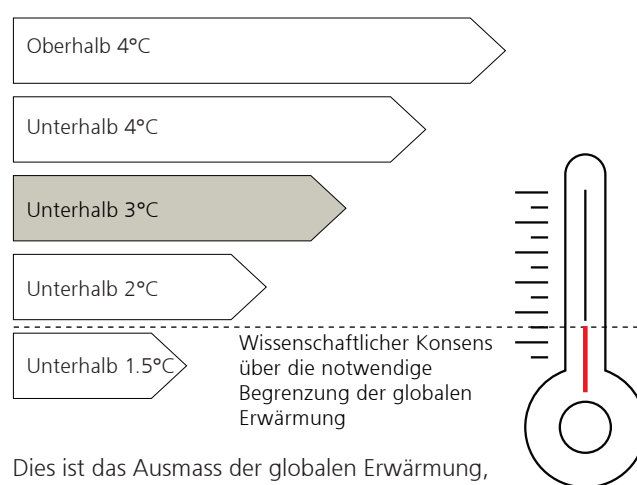 Oberhalb 4°C
Unterhalb 4°C
Unterhalb 3°C
Unterhalb 2°C
Unterhalb 1.5°C
Wissenschaftlicher Konsens
über die notwendige
Begrenzung der globalen
Erwärmung
Dies ist das Ausmass der globalen Erwärmung,